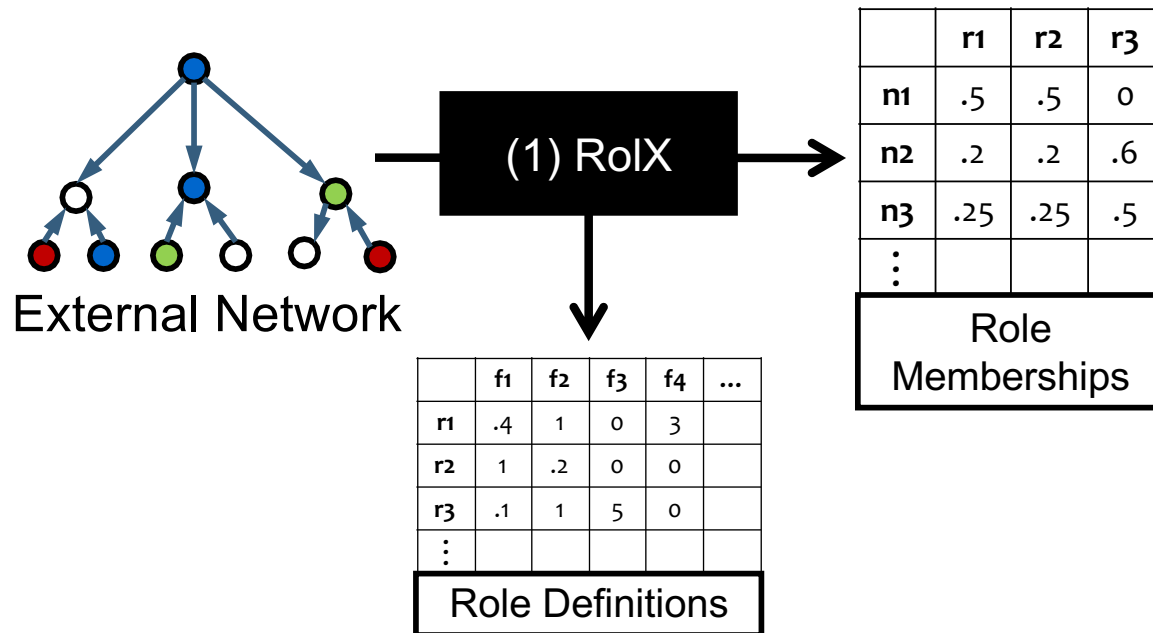 (1) RolX
External Network
r1 r2 r3
n1 .5 .5 0
n2 .2 .2 .6
n3 .25 .25 .5
⋮
Role
Memberships
f1 f2 f3 f4 ...
r1 .4 1 0 3
r2 1 .2 0 0
r3 .1 1 5 0
⋮
Role Definitions